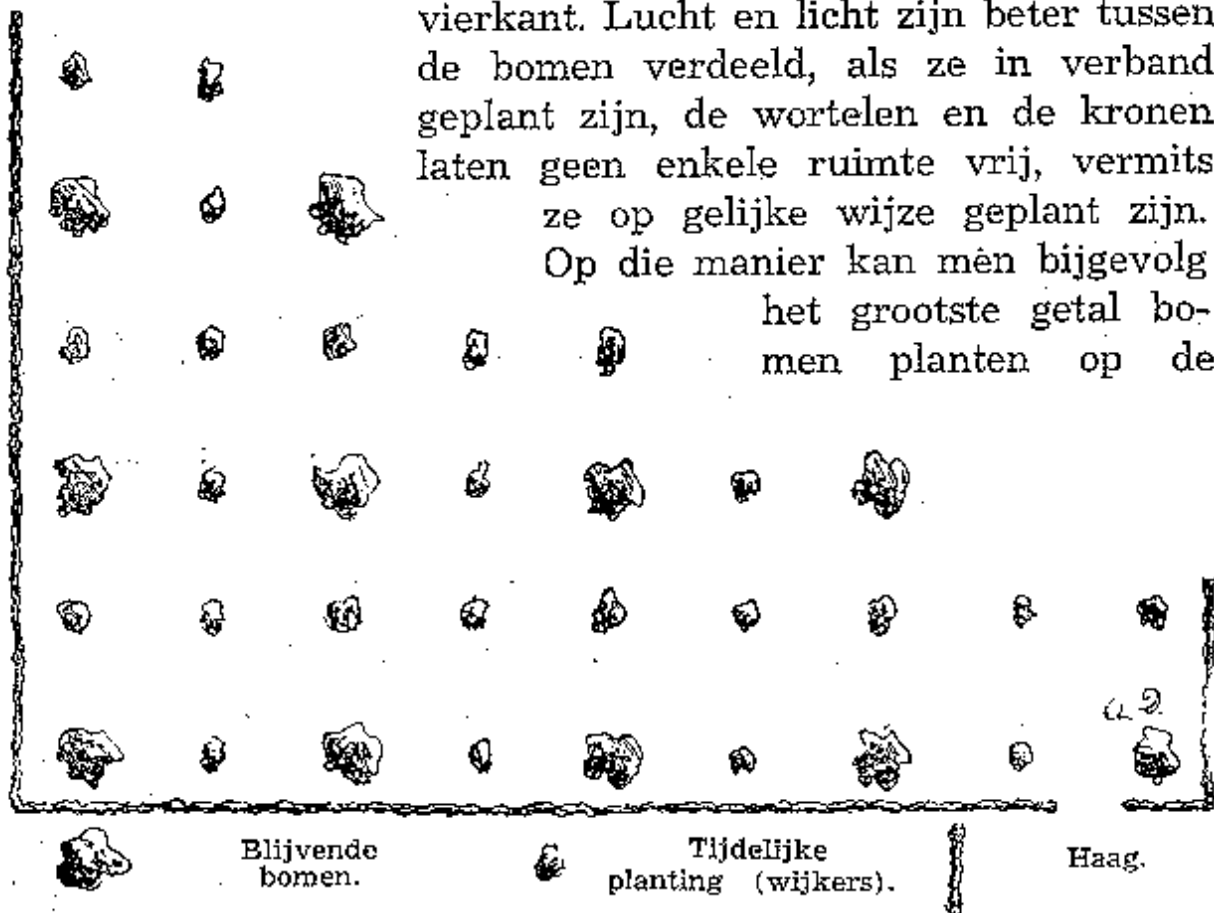 vierkant. Lucht en licht zijn beter tussen
de bomen verdeeld, als ze in verband
geplant zijn, de wortelen en de kronen
laten geen enkele ruimte vrij, vermits
ze op gelijke wijze geplant zijn.
Op die manier kan men bijgevolg
het grootste getal bo-
men planten op de
Blijvende
bomen.
Tijdelijke
planting (wijkers).
Haag.